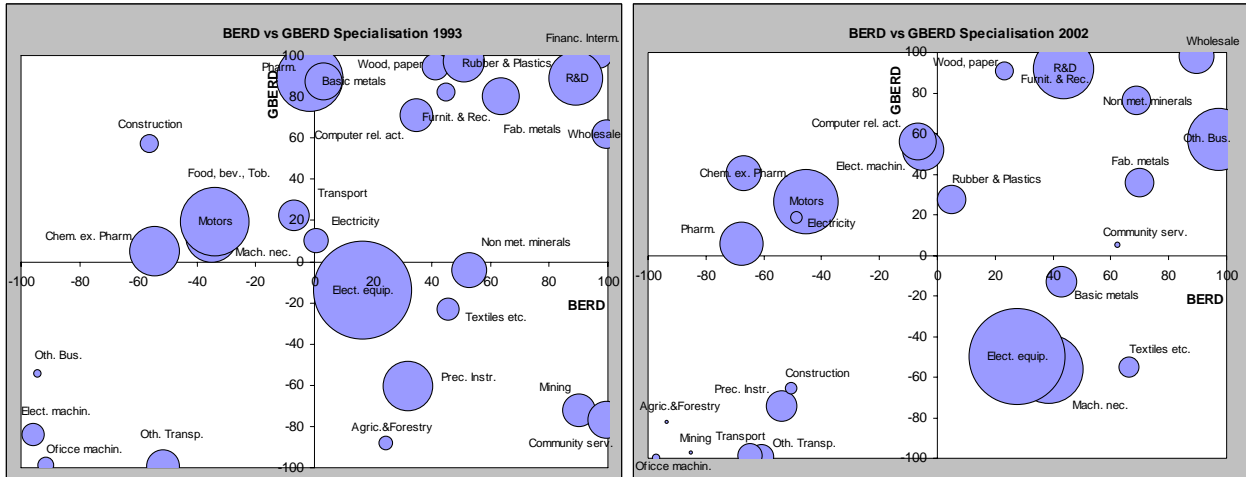 BERD vs GBERD Specialisation 1993
Financ. Interm.
Pharm.
Basic metals
Wood, paper
Rubber & Plastics
R&D
GBERD
Construction
Computer rel. act.
Furnit. & Rec.
Fab. metals
Wholesale
Food, bev., Tob.
Transport
Motors
Electricity
Chem. ex. Pharm.
Mach. nec.
Non met. minerals
BERD
Elect. equip.
Textiles etc.
Oth. Bus.
Prec. Instr.
Mining
Elect. machin.
Agric.&Forestry
Community serv.
Oficce machin.
Oth. Transp.
100
80
60
40
20
0
-20
-40
-60
-80
-100
-100 -80 -60 -40 -20 0 20 40 60 80 100
BERD vs GBERD Specialisation 2002
Wholesale
Wood, paper
R&D
Furnit. & Rec.
GBERD
Non met. minerals
Computer rel. act.
Oth. Bus.
Elect. machin.
Chem. ex. Pharm.
Fab. metals
Rubber & Plastics
Motors
Electricity
Pharm.
Community serv.
Basic metals
BERD
Elect. equip.
Textiles etc.
Mach. nec.
Construction
Prec. Instr.
Agric.&Forestry
Mining
Transport
Oth. Transp.
Oficce machin.
100
80
60
40
20
0
-20
-40
-60
-80
-100
-100 -80 -60 -40 -20 0 20 40 60 80 100